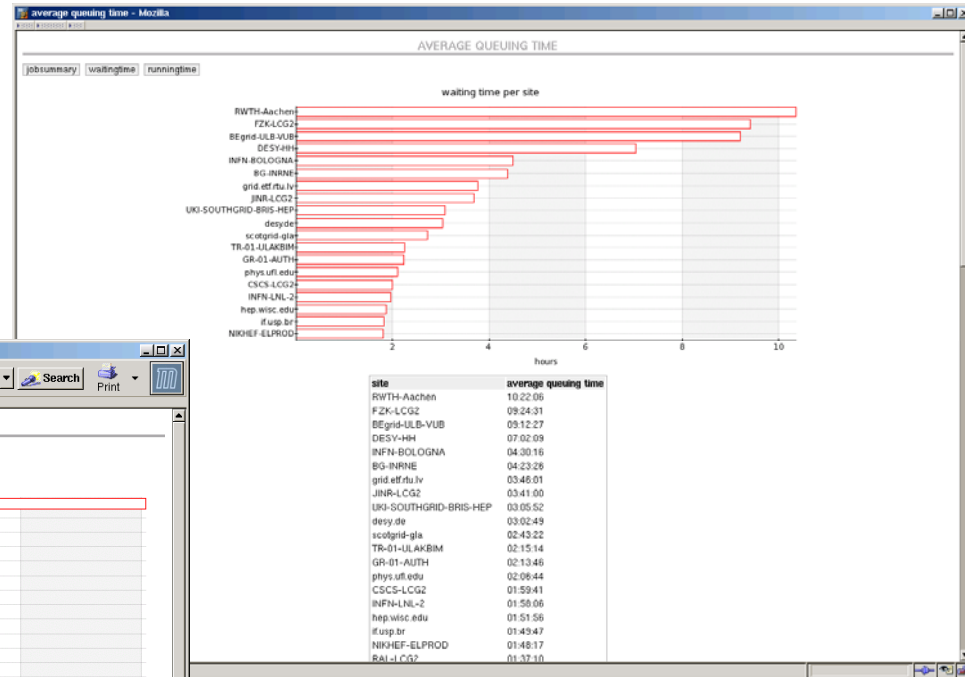 average queuing time - Mozilla
AVERAGE QUEUING TIME
jobsummary waitingtime runningtime
waiting time per site
RWTH-Aachen
FZK-LCG2
BEgrid-ULB-VUB
DESY-HH
INFN-BOLOGNA
BG-INRNE
grid.etf.rtu.lv
JINR-LCG2
UKI-SOUTHGRID-BRIS-HEP
desy.de
scotgrid-gla
TR-01-ULAKBIM
GR-01-AUTH
phys.ufl.edu
CSCS-LCG2
INFN-LNL-2
hep.wisc.edu
if.usp.br
NIKHEF-ELPROD
2 4 6 8 10
hours
site average queuing time
RWTH-Aachen 10:22:06
FZK-LCG2 09:24:31
BEgrid-ULB-VUB 09:12:27
DESY-HH 07:02:09
INFN-BOLOGNA 04:30:16
BG-INRNE 04:23:26
grid.etf.rtu.lv 03:46:01
JINR-LCG2 03:41:00
UKI-SOUTHGRID-BRIS-HEP 03:05:52
desy.de 03:02:49
scotgrid-gla 02:43:22
TR-01-ULAKBIM 02:15:14
GR-01-AUTH 02:13:46
phys.ufl.edu 02:06:44
CSCS-LCG2 01:59:41
INFN-LNL-2 01:58:06
hep.wisc.edu 01:51:56
if.usp.br 01:49:47
NIKHEF-ELPROD 01:48:17
RAL-LCG2 01:37:10
Search
Print